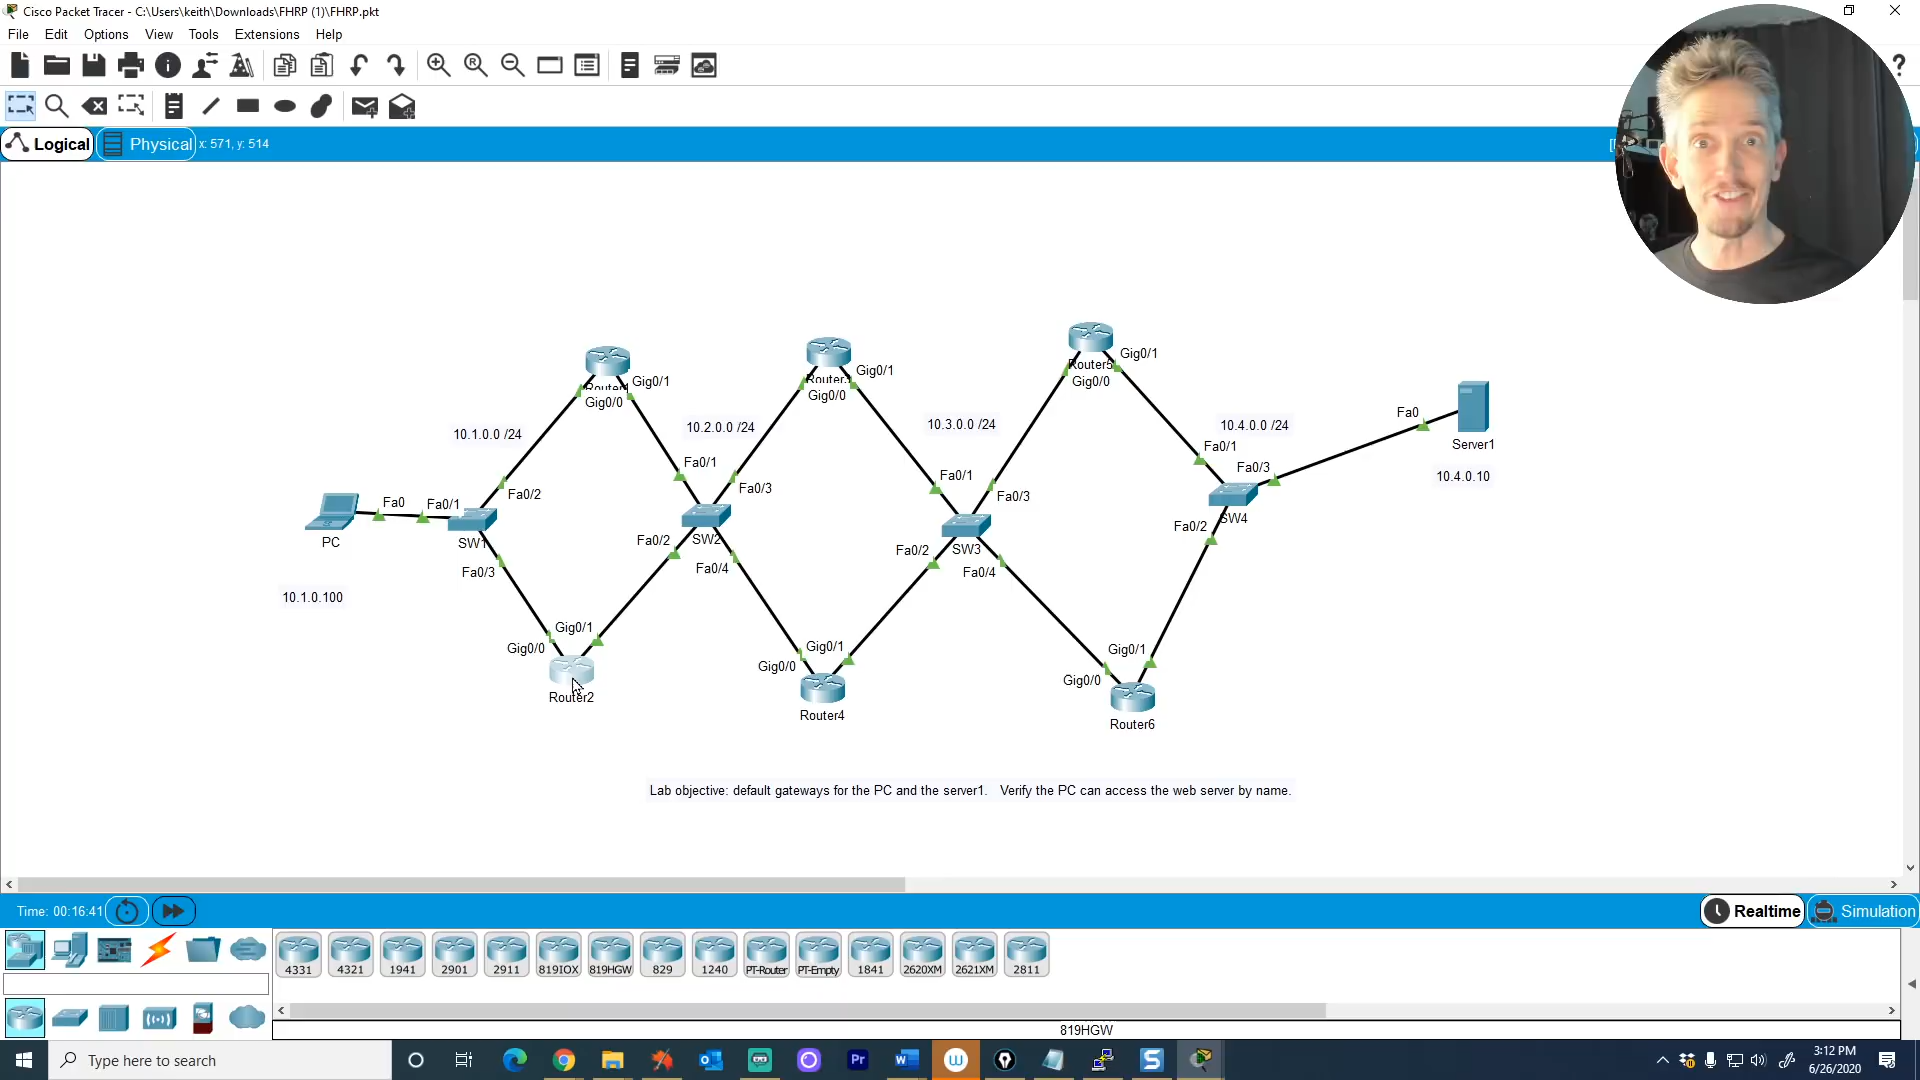 Cisco Packet Tracer - C:\Users\keith\Downloads\FHRP (1)\FHRP.pkt
File Edit Options View Tools Extensions Help
?
Logical Physical x: 571, y: 514
Gig0/1
Router5
Gig0/0
Gig0/1
Router3
Gig0/0
Gig0/1
Router1
Gig0/0
10.1.0.0 /24
10.2.0.0 /24
10.3.0.0 /24
10.4.0.0 /24
Fa0
Server1
10.4.0.10
Fa0/1
Fa0/3
Fa0/1
Fa0/3
Fa0/1
Fa0/3
Fa0
Fa0/1
Fa0/2
PC
SW1
Fa0/3
Fa0/2
SW2
Fa0/4
Fa0/2
SW3
Fa0/4
Fa0/2
SW4
10.1.0.100
Gig0/1
Gig0/0
Router2
Gig0/1
Gig0/0
Router4
Gig0/1
Gig0/0
Router6
Lab objective: default gateways for the PC and the server1. Verify the PC can access the web server by name.
Time: 00:16:41
Realtime Simulation
4331 4321 1941 2901 2911 819IOX 819HGW 829 1240 PT-Router PT-Empty 1841 2620XM 2621XM 2811
819HGW
Type here to search
3:12 PM
6/26/2020